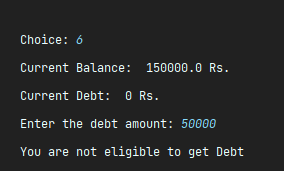 Choice: 6
Current Balance:  150000.0 Rs.
Current Debt:  0 Rs.
Enter the debt amount: 50000
You are not eligible to get Debt